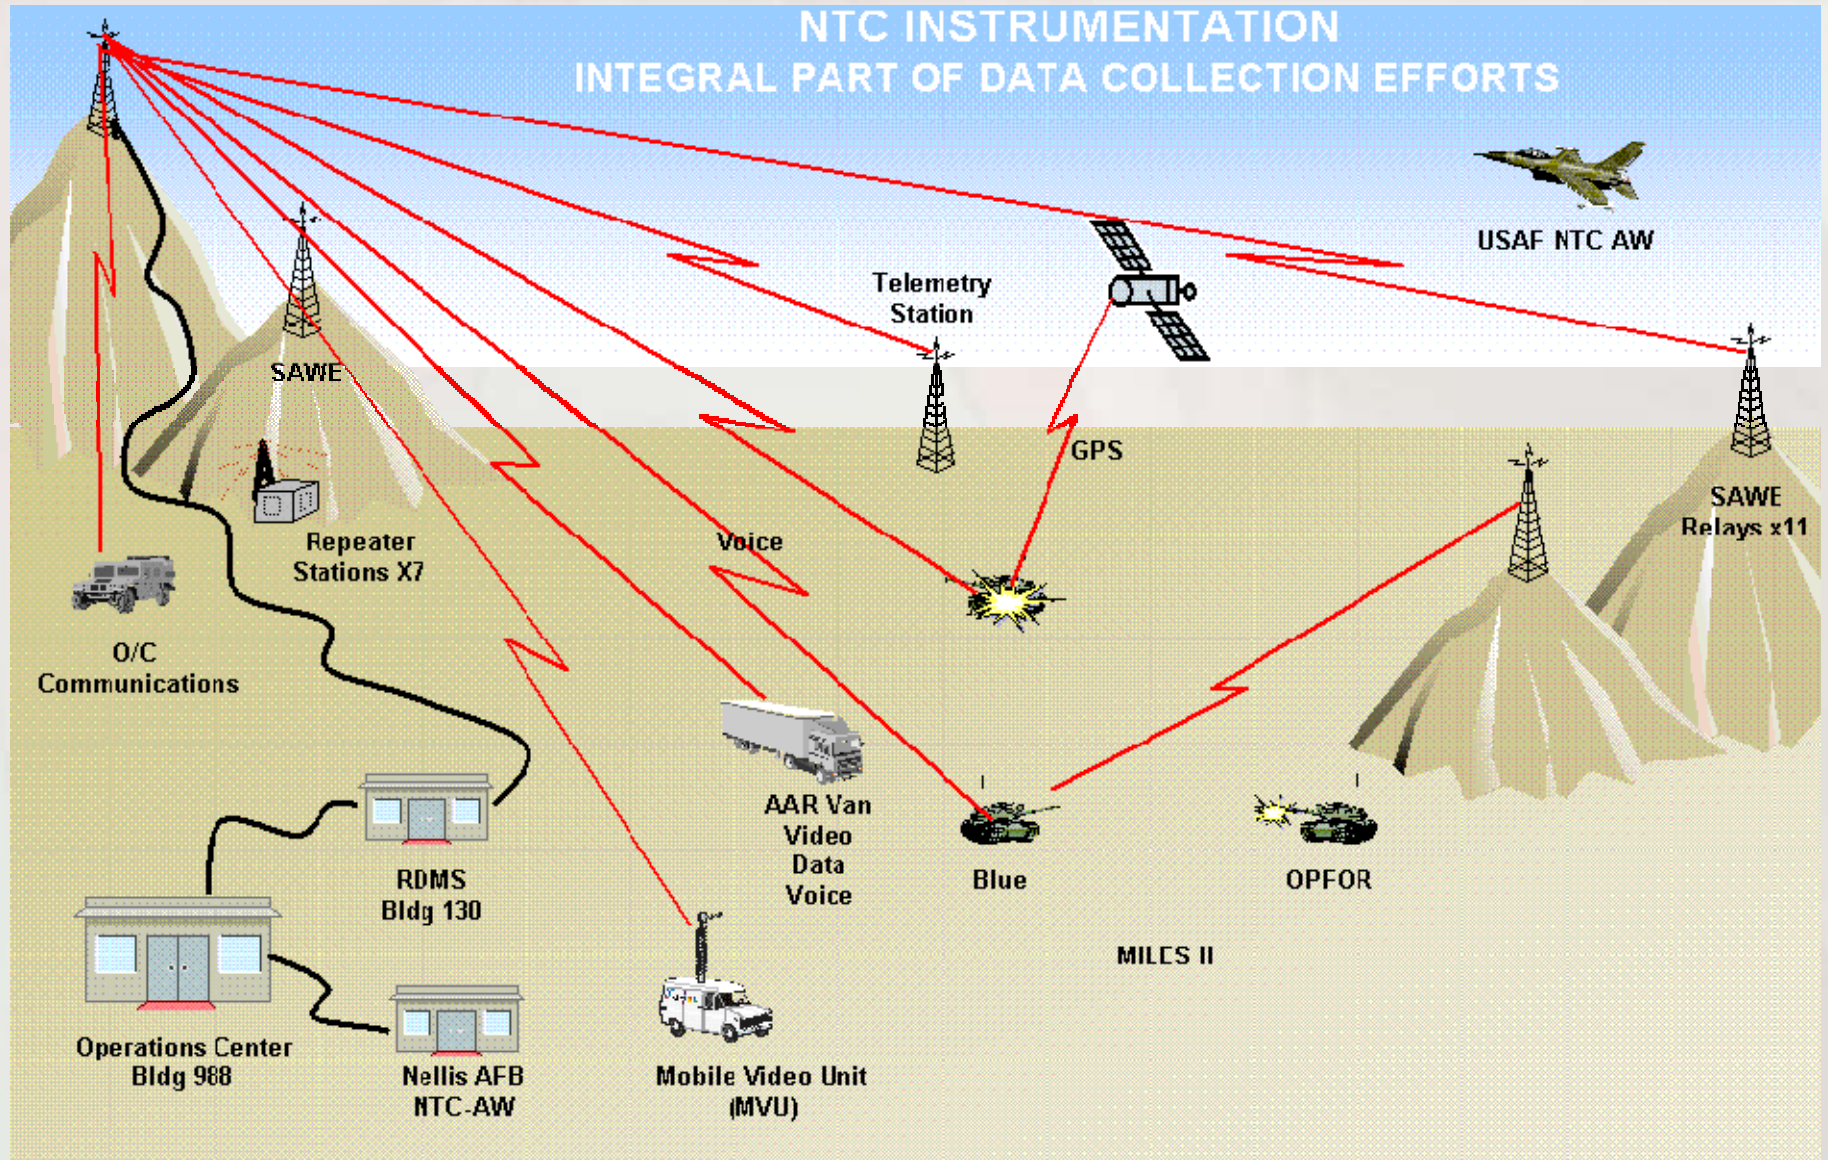 NTC INSTRUMENTATION
INTEGRAL PART OF DATA COLLECTION EFFORTS
USAF NTC AW
Telemetry
Station
SAWE
GPS
SAWE
Relays x11
Repeater
Stations X7
Voice
O/C
Communications
AAR Van
Video
Data
Voice
Blue
OPFOR
RDMS
Bldg 130
MILES II
Operations Center
Bldg 988
Nellis AFB
NTC-AW
Mobile Video Unit
(MVU)